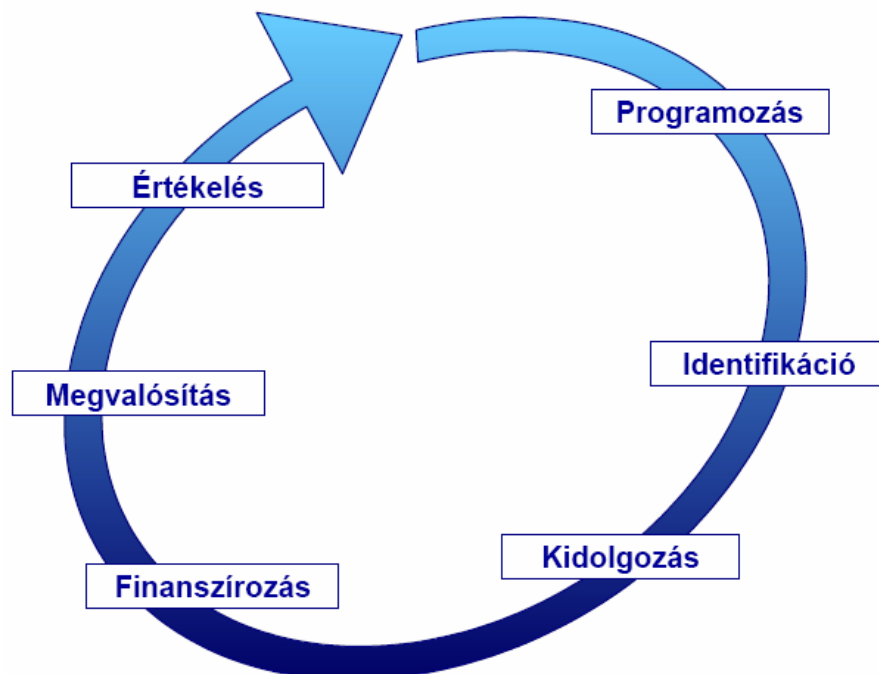 Programozás
Identifikáció
Kidolgozás
Finanszírozás
Megvalósítás
Értékelés